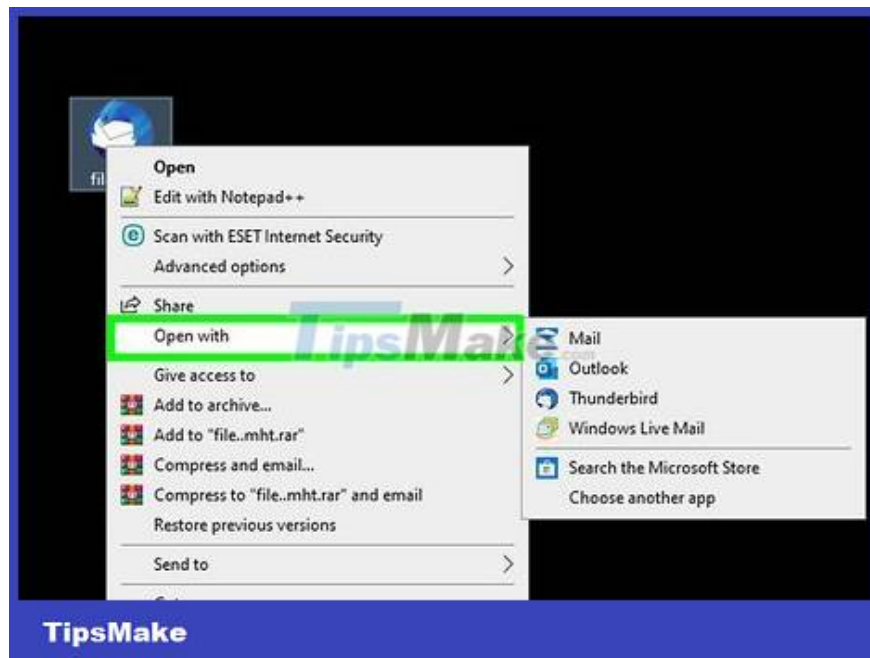 fil
Open
Edit with Notepad++
Scan with ESET Internet Security
Advanced options
Share
Open with
Give access to
Add to archive...
Add to "file..mht.rar"
Compress and email...
Compress to "file..mht.rar" and email
Restore previous versions
Send to
Mail
Outlook
Thunderbird
Windows Live Mail
Search the Microsoft Store
Choose another app
TipsMake.com
TipsMake